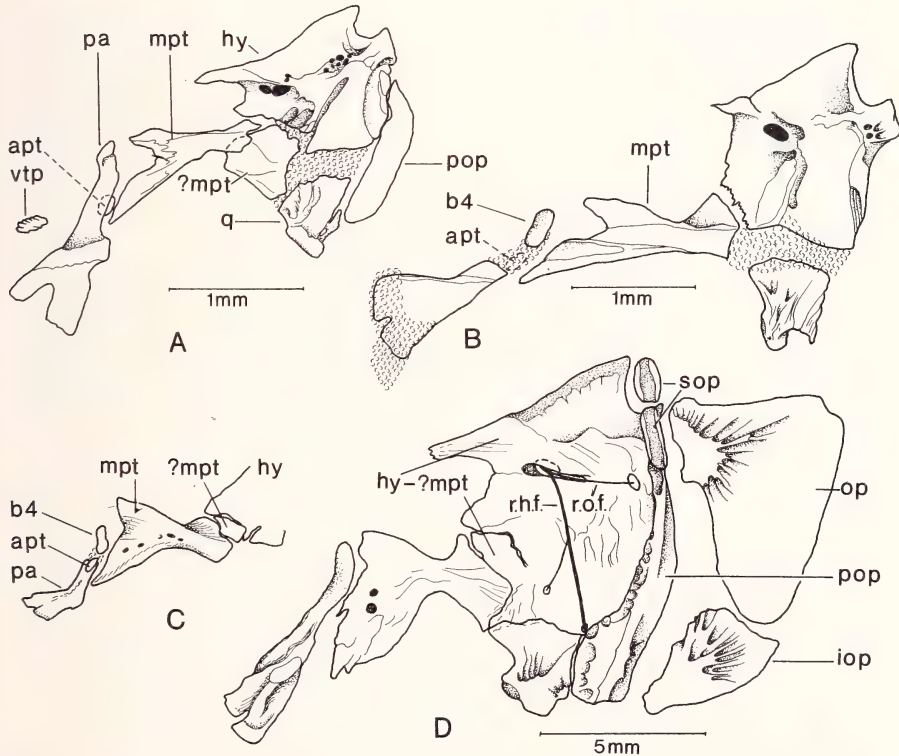 pa
mpt
hy
apt
vtp
?mpt
q
pop
1mm
A
mpt
b4
apt
1mm
B
mpt
?mpt
hy
b4
apt
pa
C
sop
hy-?mpt
r.h.f.
r.o.f.
op
pop
iop
D
5mm